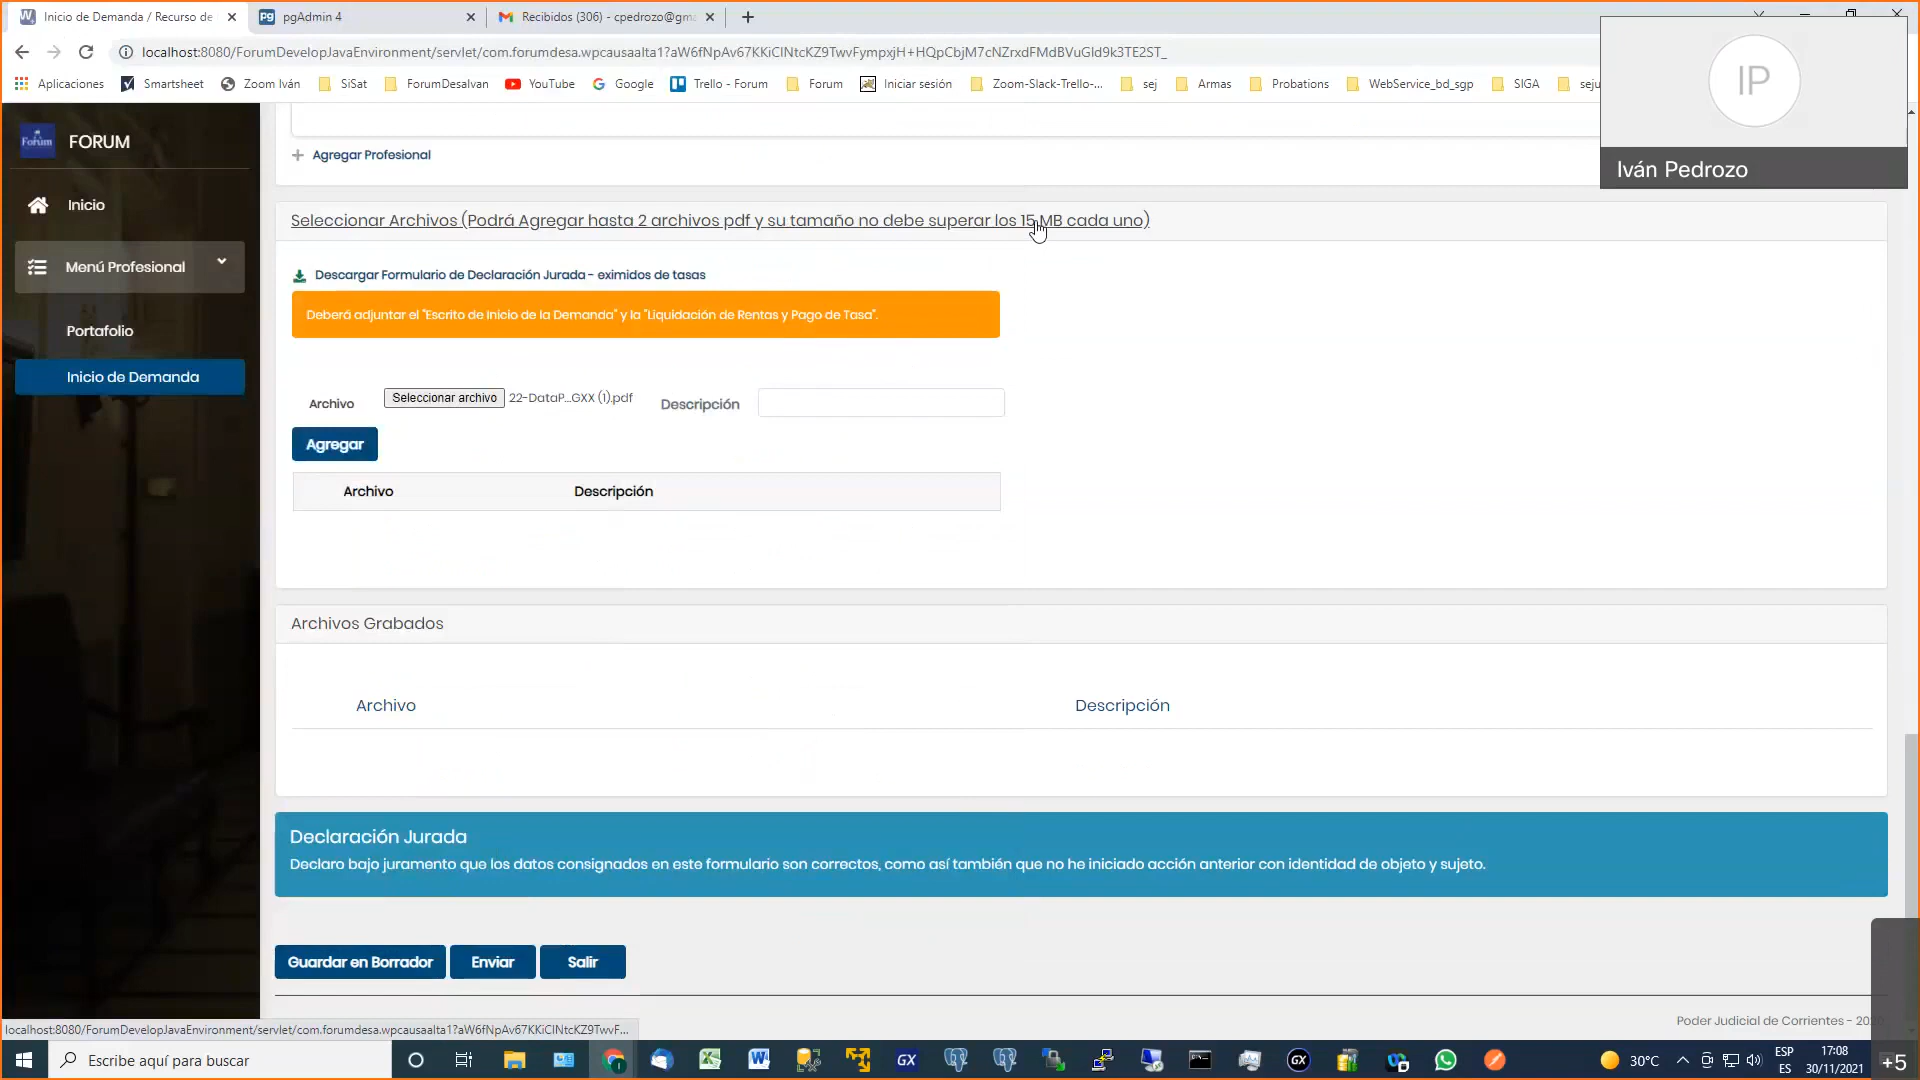 Inicio de Demanda / Recurso de
pgAdmin 4
Recibidos (306) - cpedrozo@gma
localhost:8080/ForumDevelopJavaEnvironment/servlet/com.forumdesa.wpcausaalta1?aW6fNpAv67KKiCINtcKZ9TwvFympxjH+HQpCbjM7cNZrxdFMdBVuGld9k3TE2ST_
Aplicaciones
Smartsheet
Zoom Iván
SiSat
ForumDesaIvan
YouTube
Google
Trello - Forum
Forum
Iniciar sesión
Zoom-Slack-Trello-...
sej
Armas
Probations
WebService_bd_sgp
SIGA
seju
IP
Iván Pedrozo
Forum
FORUM
Inicio
Menú Profesional
Portafolio
Inicio de Demanda
Agregar Profesional
Seleccionar Archivos (Podrá Agregar hasta 2 archivos pdf y su tamaño no debe superar los 15 MB cada uno)
Descargar Formulario de Declaración Jurada - eximidos de tasas
Deberá adjuntar el "Escrito de Inicio de la Demanda" y la "Liquidación de Rentas y Pago de Tasa".
Archivo
Seleccionar archivo
22-DataP...GXX (1).pdf
Descripción
Agregar
Archivo
Descripción
Archivos Grabados
Archivo
Descripción
Declaración Jurada
Declaro bajo juramento que los datos consignados en este formulario son correctos, como así también que no he iniciado acción anterior con identidad de objeto y sujeto.
Guardar en Borrador
Enviar
Salir
Poder Judicial de Corrientes - 20
localhost:8080/ForumDevelopJavaEnvironment/servlet/com.forumdesa.wpcausaalta1?aW6fNpAv67KKiCINtcKZ9TwvF...
Escribe aquí para buscar
GX
GX
30°C
ESP
ES
17:08
30/11/2021
+5